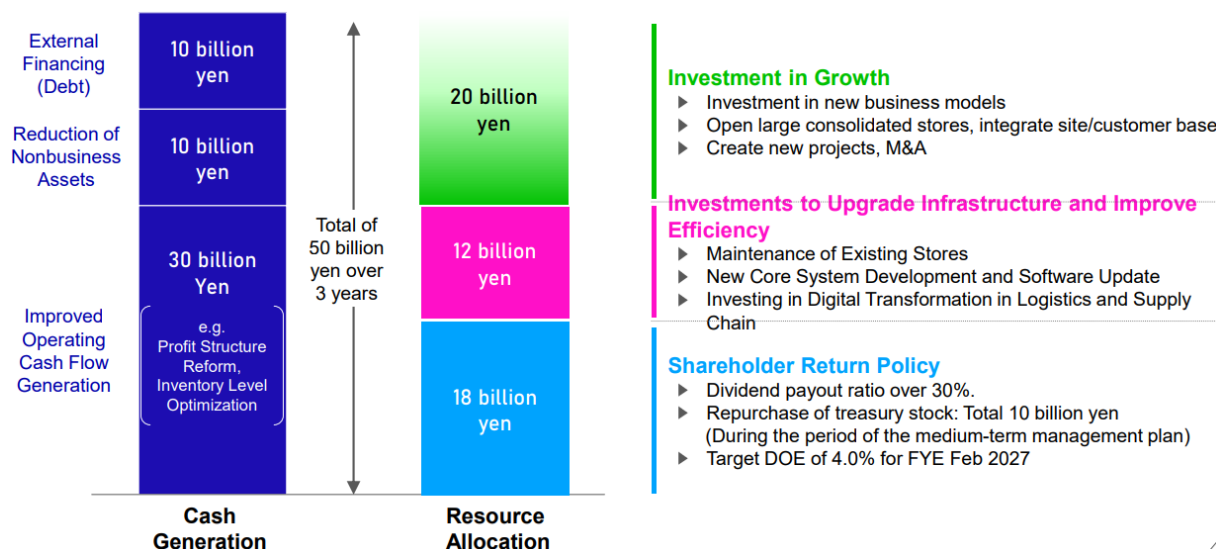 External
Financing
(Debt)
10 billion
yen
Reduction of
Nonbusiness
Assets
10 billion
yen
Improved
Operating
Cash Flow
Generation
30 billion
Yen
e.g.
Profit Structure
Reform,
Inventory Level
Optimization
Total of
50 billion
yen over
3 years
20 billion
yen
12 billion
yen
18 billion
yen
Cash
Generation
Resource
Allocation
Investment in Growth
Investment in new business models
Open large consolidated stores, integrate site/customer base
Create new projects, M&A
Investments to Upgrade Infrastructure and Improve
Efficiency
Maintenance of Existing Stores
New Core System Development and Software Update
Investing in Digital Transformation in Logistics and Supply
Chain
Shareholder Return Policy
Dividend payout ratio over 30%.
Repurchase of treasury stock: Total 10 billion yen
(During the period of the medium-term management plan)
Target DOE of 4.0% for FYE Feb 2027